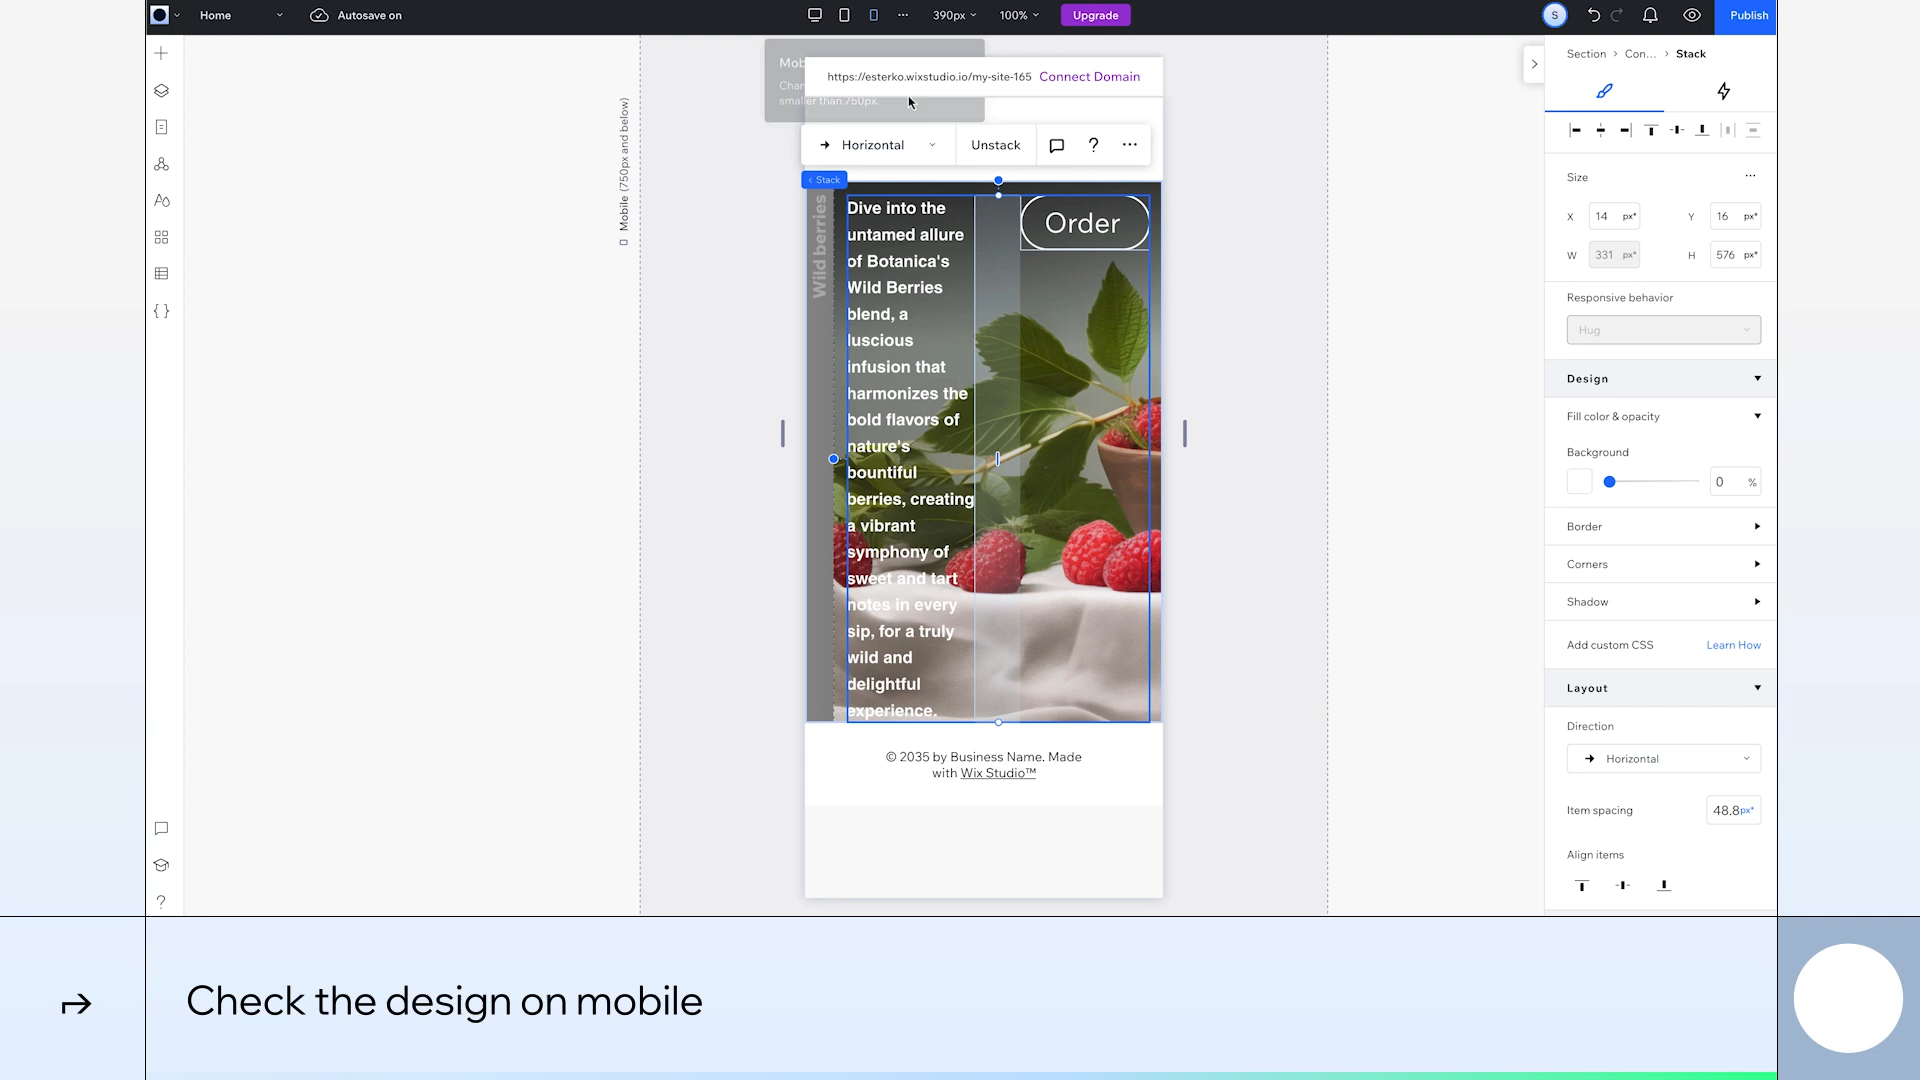 Home
Autosave on
390px
100%
Upgrade
S
Publish
Mob
Chan
smaller than 750px.
https://esterko.wixstudio.io/my-site-165 Connect Domain
Mobile (750px and below)
Horizontal
Unstack
?
Stack
Wild berries
Dive into the
untamed allure
of Botanica's
Wild Berries
blend, a
luscious
infusion that
harmonizes the
bold flavors of
nature's
bountiful
berries, creating
a vibrant
symphony of
sweet and tart
notes in every
sip, for a truly
wild and
delightful
experience.
Order
© 2035 by Business Name. Made
with Wix Studio™
Section > Con... > Stack
Size
X 14 px* Y 16 px*
W 331 px* H 576 px*
Responsive behavior
Hug
Design
Fill color & opacity
Background
0 %
Border
Corners
Shadow
Add custom CSS Learn How
Layout
Direction
Horizontal
Item spacing 48.8px*
Align items
?
Check the design on mobile